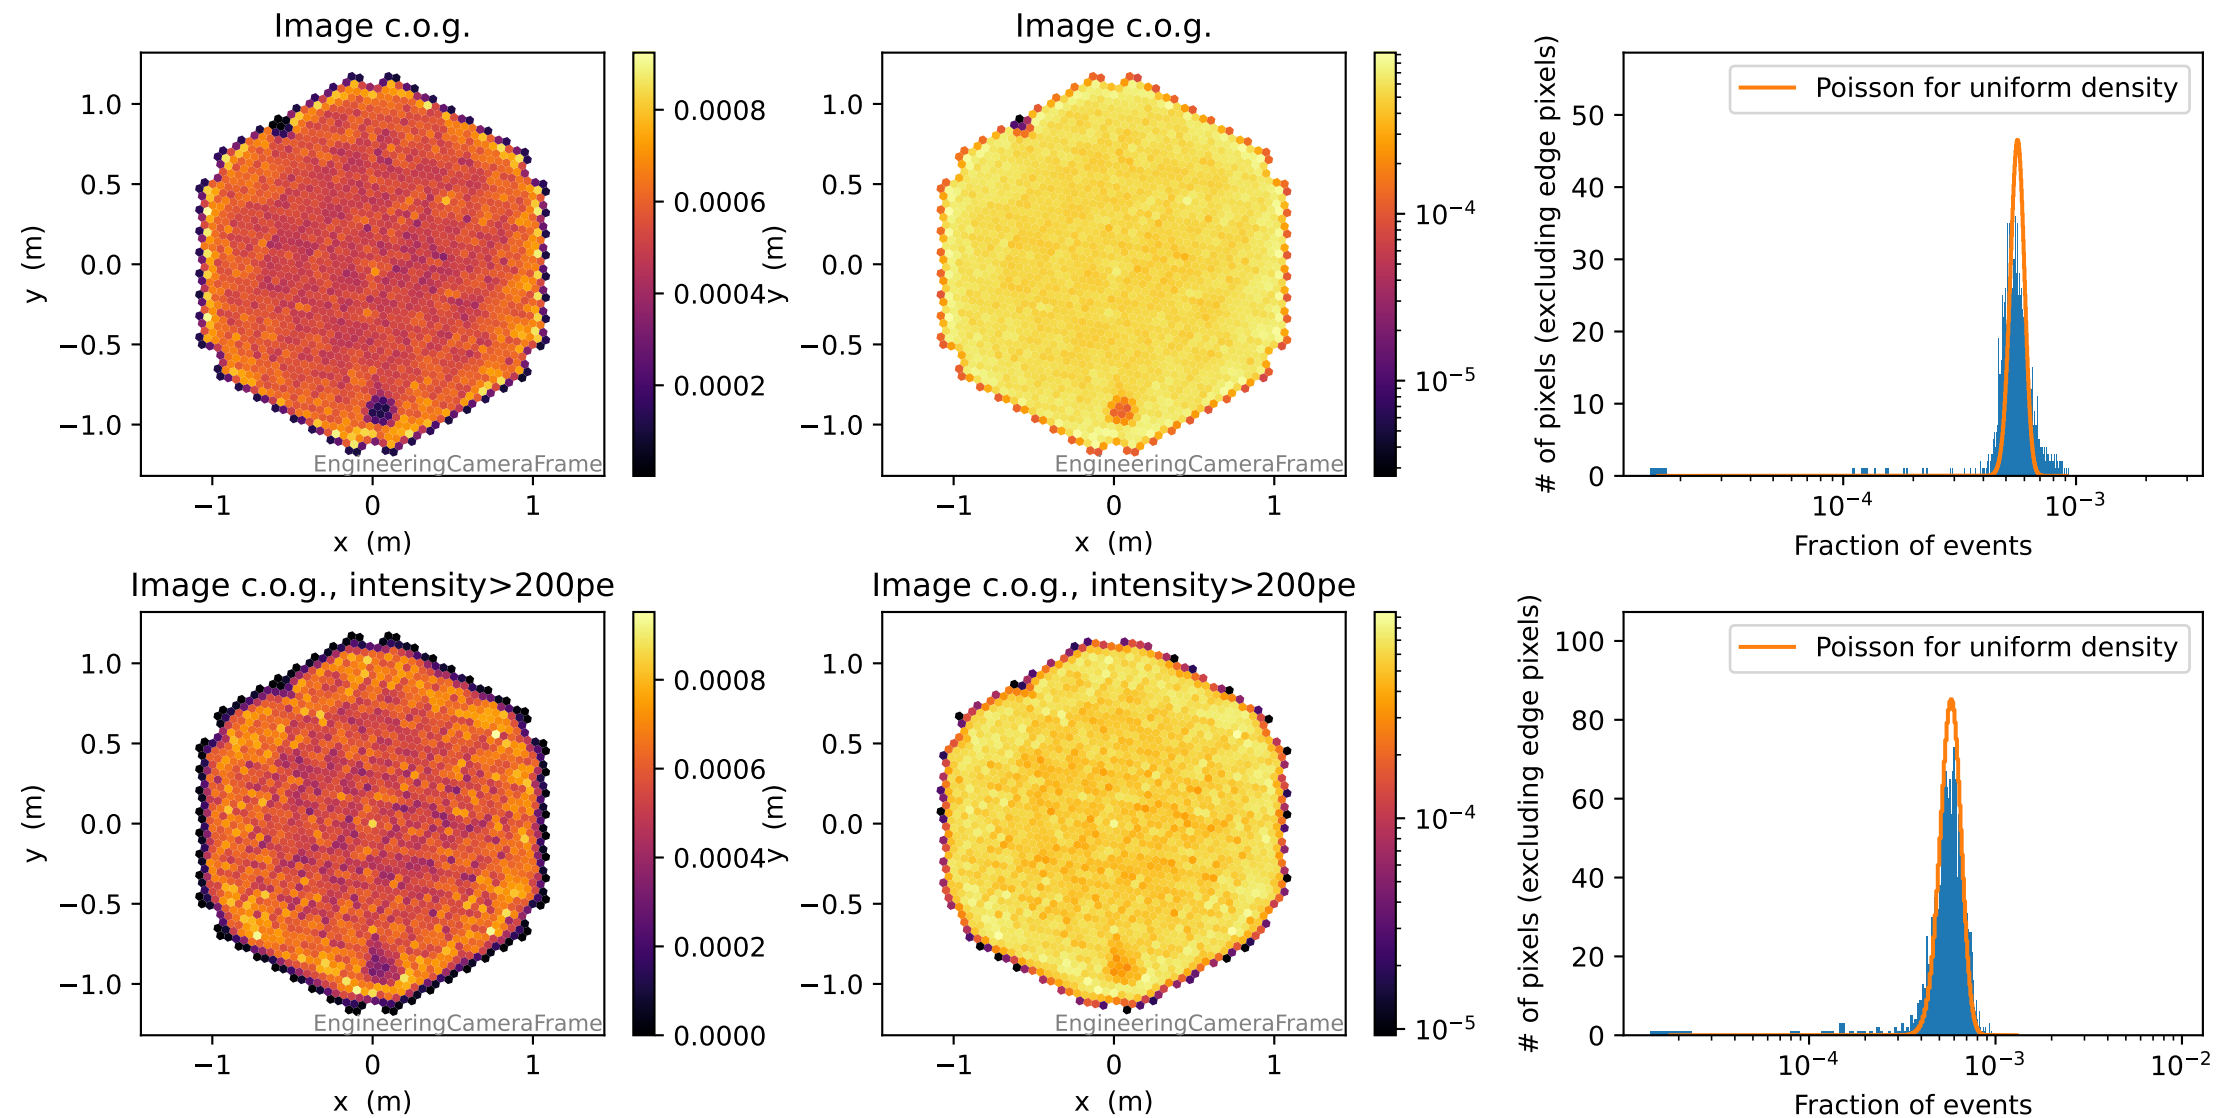 Image c.o.g.
y (m)
1.0
0.5
0.0
−0.5
−1.0
−1
0
1
x (m)
EngineeringCameraFrame
0.0008
0.0006
0.0004
0.0002
Image c.o.g.
y (m)
1.0
0.5
0.0
−0.5
−1.0
−1
0
1
x (m)
EngineeringCameraFrame
10⁻⁴
10⁻⁵
# of pixels (excluding edge pixels)
50
40
30
20
10
0
Poisson for uniform density
10⁻⁴
10⁻³
Fraction of events
Image c.o.g., intensity>200pe
y (m)
1.0
0.5
0.0
−0.5
−1.0
−1
0
1
x (m)
EngineeringCameraFrame
0.0008
0.0006
0.0004
0.0002
0.0000
Image c.o.g., intensity>200pe
y (m)
1.0
0.5
0.0
−0.5
−1.0
−1
0
1
x (m)
EngineeringCameraFrame
10⁻⁴
10⁻⁵
# of pixels (excluding edge pixels)
100
80
60
40
20
0
Poisson for uniform density
10⁻⁴
10⁻³
10⁻²
Fraction of events